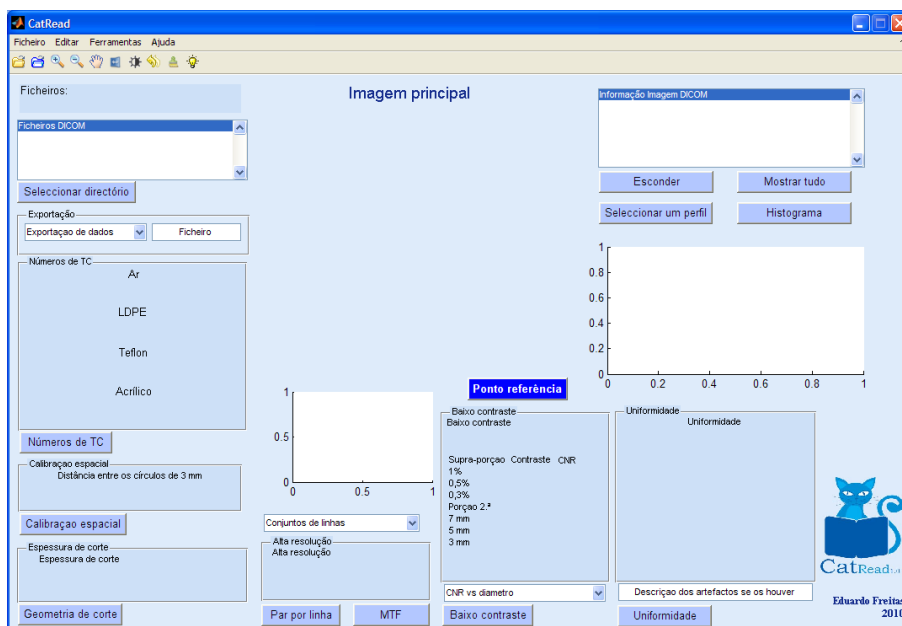 CatRead
Ficheiro Editar Ferramentas Ajuda
Ficheiros:
Ficheiros DICOM
Seleccionar directório
Exportação
Exportaçao de dados
Ficheiro
Números de TC
Ar
LDPE
Teflon
Acrílico
Números de TC
Calibraçao espacial
Distância entre os círculos de 3 mm
Calibraçao espacial
Espessura de corte
Espessura de corte
Geometria de corte
Imagem principal
Informação Imagem DICOM
Esconder
Mostrar tudo
Seleccionar um perfil
Histograma
1
0.8
0.6
0.4
0.2
0
0 0.2 0.4 0.6 0.8 1
Ponto referência
1
0.5
0
0 0.5 1
Conjuntos de linhas
Alta resolução
Alta resolução
Par por linha
MTF
Baixo contraste
Baixo contraste
Supra-porçao Contraste CNR
1%
0,5%
0,3%
Porçao 2.ª
7 mm
5 mm
3 mm
CNR vs diametro
Baixo contraste
Uniformidade
Uniformidade
Descriçao dos artefactos se os houver
Uniformidade
CatRead
Eduardo Freitas
2010